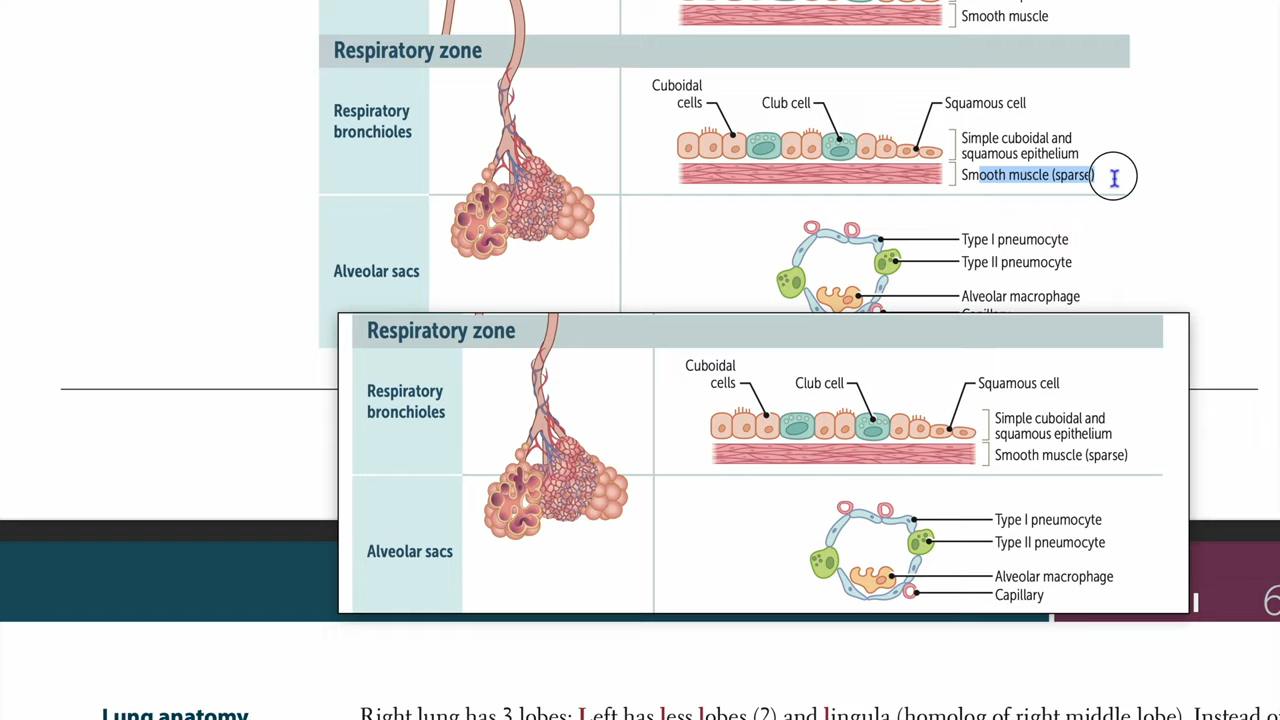 Smooth muscle
Respiratory zone
Respiratory
bronchioles
Cuboidal
cells
Club cell
Squamous cell
Simple cuboidal and
squamous epithelium
Smooth muscle (sparse)
Alveolar sacs
Type I pneumocyte
Type II pneumocyte
Alveolar macrophage
Respiratory zone
Respiratory
bronchioles
Cuboidal
cells
Club cell
Squamous cell
Simple cuboidal and
squamous epithelium
Smooth muscle (sparse)
Alveolar sacs
Type I pneumocyte
Type II pneumocyte
Alveolar macrophage
Capillary
6
Lung anatomy
Right lung has 3 lobes; Left has less lobes (2) and lingula (homolog of right middle lobe). Instead